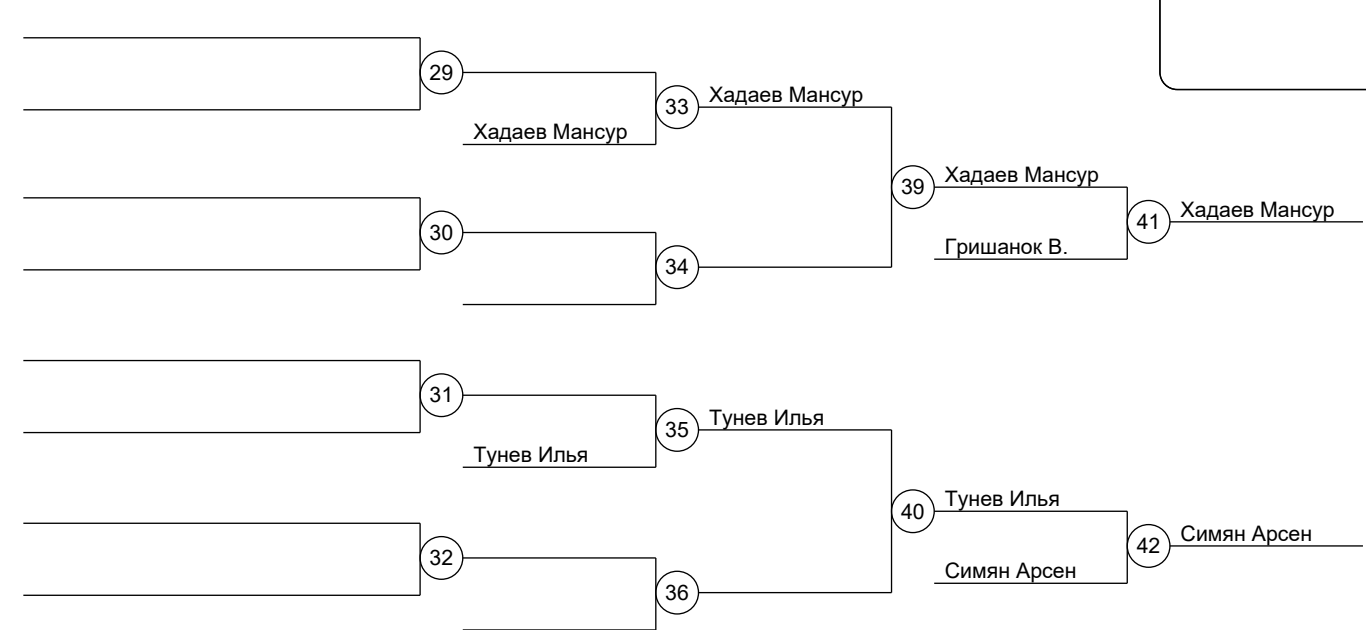 29
33
Хадаев Мансур
Хадаев Мансур
39
Хадаев Мансур
41
Хадаев Мансур
Гришанок В.
30
34
31
35
Тунев Илья
Тунев Илья
40
Тунев Илья
42
Симян Арсен
Симян Арсен
32
36